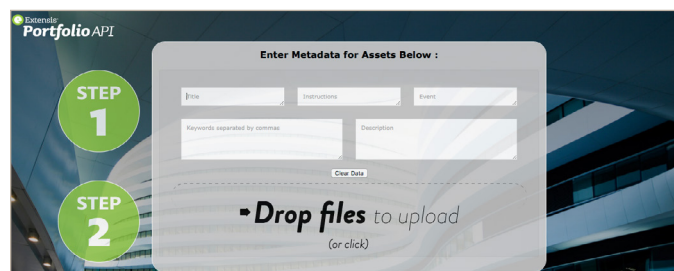 Extensis
Portfolio API
Enter Metadata for Assets Below :
STEP
1
Title
Instructions
Event
Keywords separated by commas
Description
Clear Data
STEP
2
Drop files to upload
(or click)